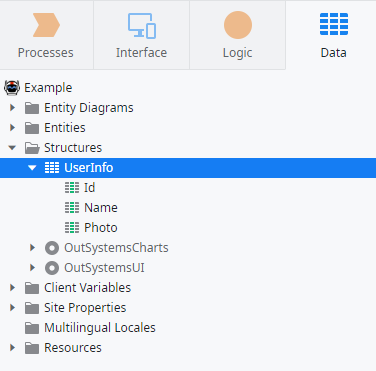 Processes Interface Logic Data
Example
Entity Diagrams
Entities
Structures
UserInfo
Id
Name
Photo
OutSystemsCharts
OutSystemsUI
Client Variables
Site Properties
Multilingual Locales
Resources